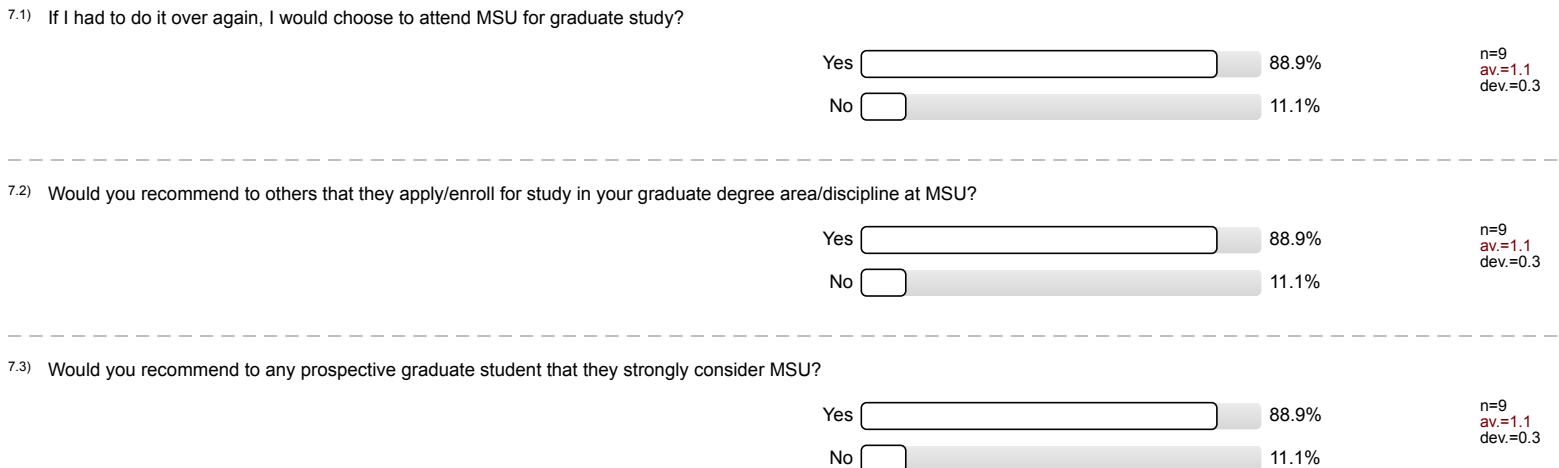 7.1) If I had to do it over again, I would choose to attend MSU for graduate study?
Yes 88.9%
No 11.1%
n=9
av.=1.1
dev.=0.3
7.2) Would you recommend to others that they apply/enroll for study in your graduate degree area/discipline at MSU?
Yes 88.9%
No 11.1%
n=9
av.=1.1
dev.=0.3
7.3) Would you recommend to any prospective graduate student that they strongly consider MSU?
Yes 88.9%
No 11.1%
n=9
av.=1.1
dev.=0.3